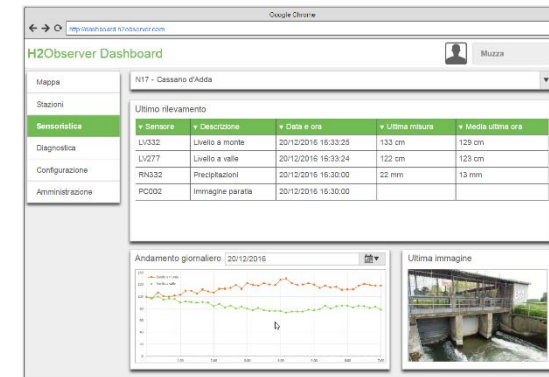 Google Chrome
http://dashboard.h2observer.com
H2Observer Dashboard
Muzza
Mappa
Stazioni
Sensoristica
Diagnostica
Configurazione
Amministrazione
N17 - Cassano d'Adda
Ultimo rilevamento
Sensore Descrizione Data e ora Ultima misura Media ultima ora
LV332 Livello a monte 20/12/2016 16:33:28 133 cm 129 cm
LV277 Livello a valle 20/12/2016 16:33:24 122 cm 123 cm
RN332 Precipitazioni 20/12/2016 16:30:00 22 mm 13 mm
PC002 Immagine paratia 20/12/2016 16:30:00
Andamento giornaliero 20/12/2016
Ultima immagine